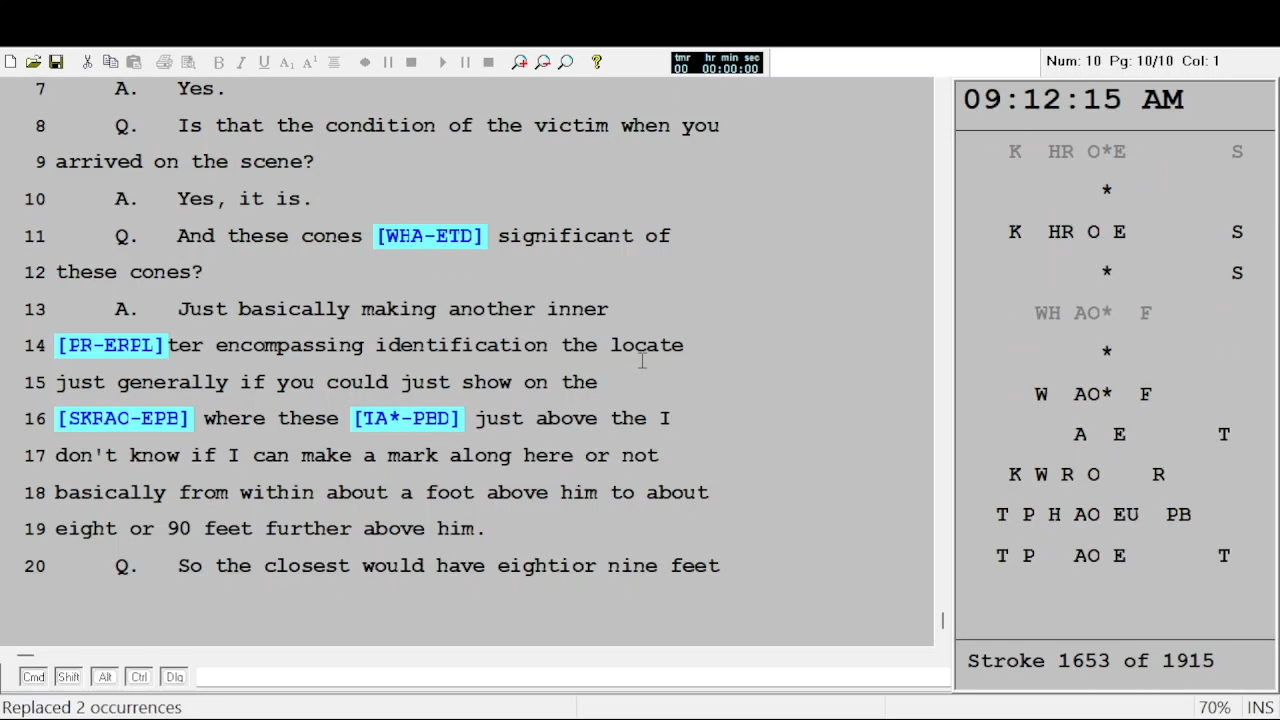 B I U A₁ A¹ ?
tmr hr min sec
00 00:00:00
Num: 10 Pg: 10/10 Col: 1
7 A. Yes.
8 Q. Is that the condition of the victim when you
9 arrived on the scene?
10 A. Yes, it is.
11 Q. And these cones [WHA-ETD] significant of
12 these cones?
13 A. Just basically making another inner
14 [PR-ERPL]ter encompassing identification the locate
15 just generally if you could just show on the
16 [SKRAO-EPB] where these [TA*-PBD] just above the I
17 don't know if I can make a mark along here or not
18 basically from within about a foot above him to about
19 eight or 90 feet further above him.
20 Q. So the closest would have eightior nine feet
09:12:15 AM
K HR O*E S
*
K HR O E S
* S
WH AO* F
*
W AO* F
A E T
K W R O R
T P H AO EU PB
T P AO E T
Stroke 1653 of 1915
Cmd Shift Alt Ctrl Dlg
Replaced 2 occurrences 70% INS